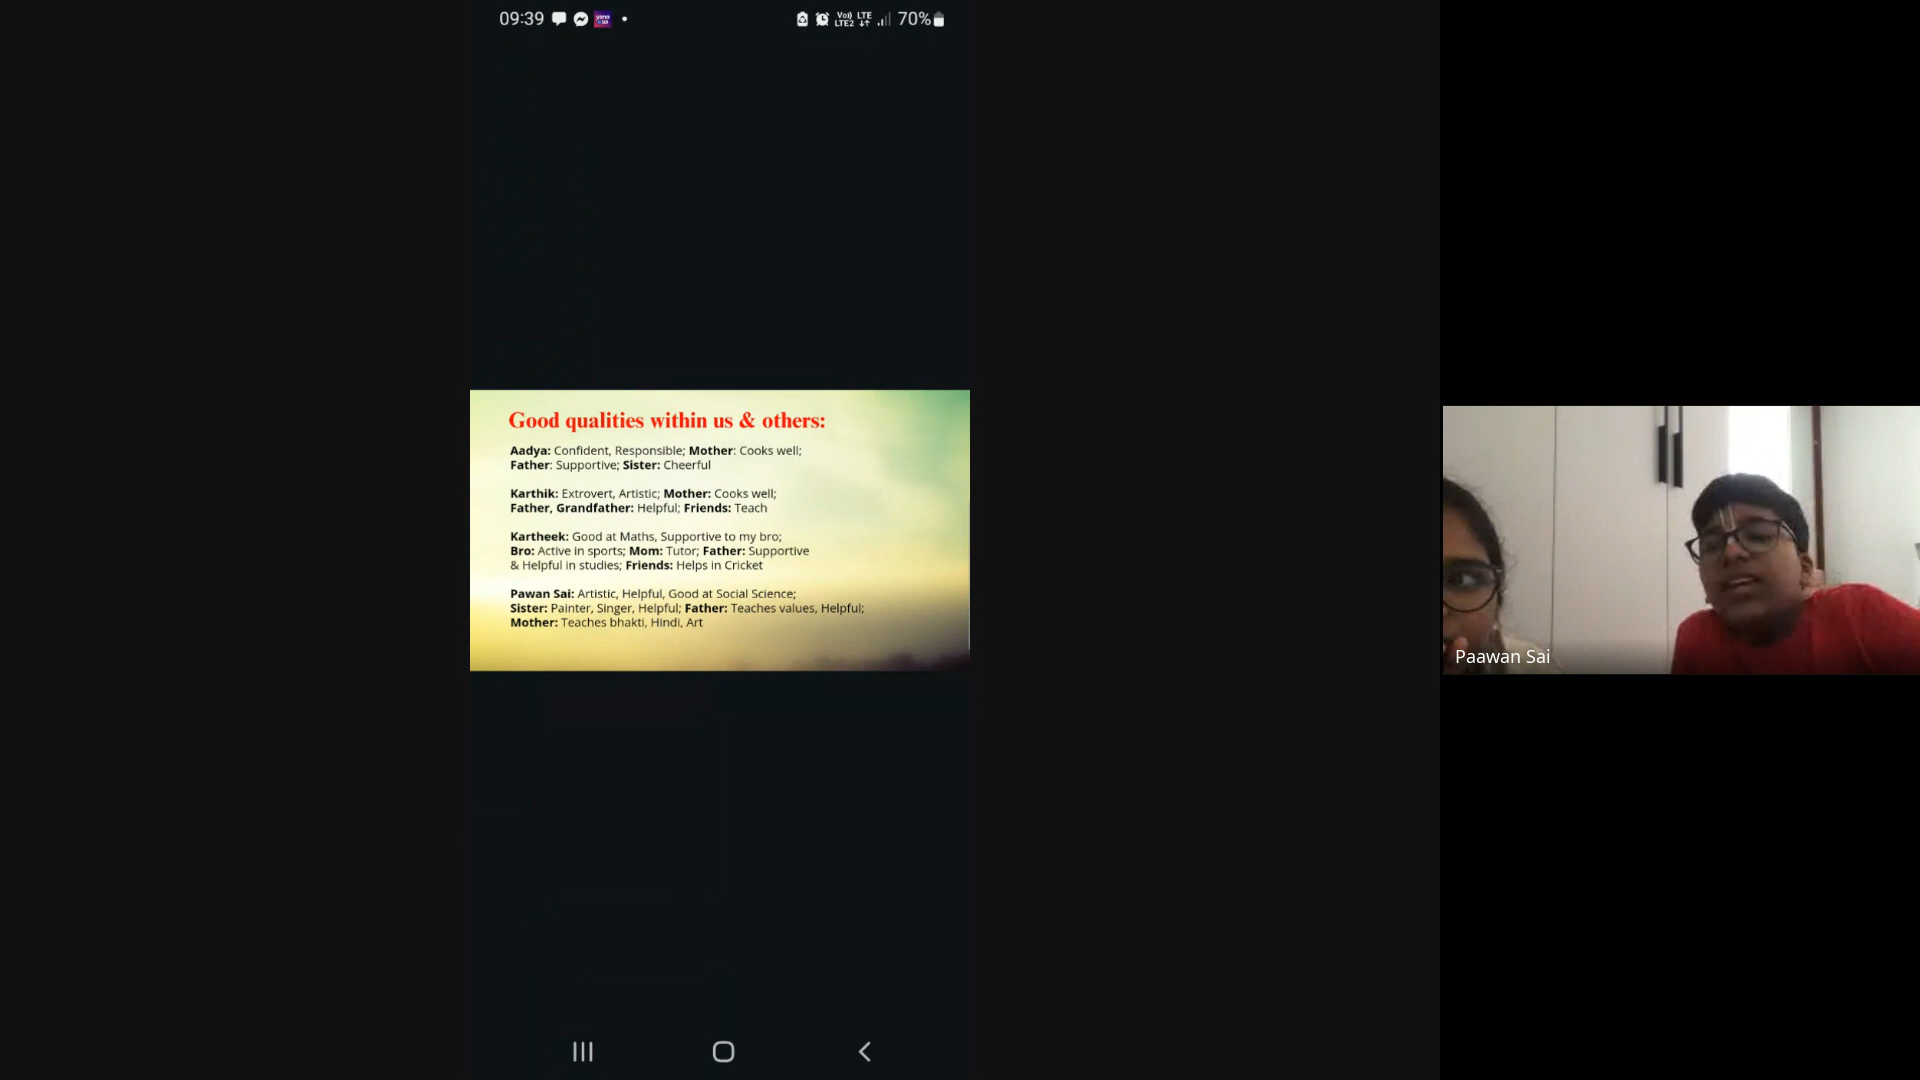 09:39
Vo)) LTE
LTE2
70%
Good qualities within us & others:
Aadya: Confident, Responsible; Mother: Cooks well;
Father: Supportive; Sister: Cheerful
Karthik: Extrovert, Artistic; Mother: Cooks well;
Father, Grandfather: Helpful; Friends: Teach
Kartheek: Good at Maths, Supportive to my bro;
Bro: Active in sports; Mom: Tutor; Father: Supportive
& Helpful in studies; Friends: Helps in Cricket
Pawan Sai: Artistic, Helpful, Good at Social Science;
Sister: Painter, Singer, Helpful; Father: Teaches values, Helpful;
Mother: Teaches bhakti, Hindi, Art
Paawan Sai